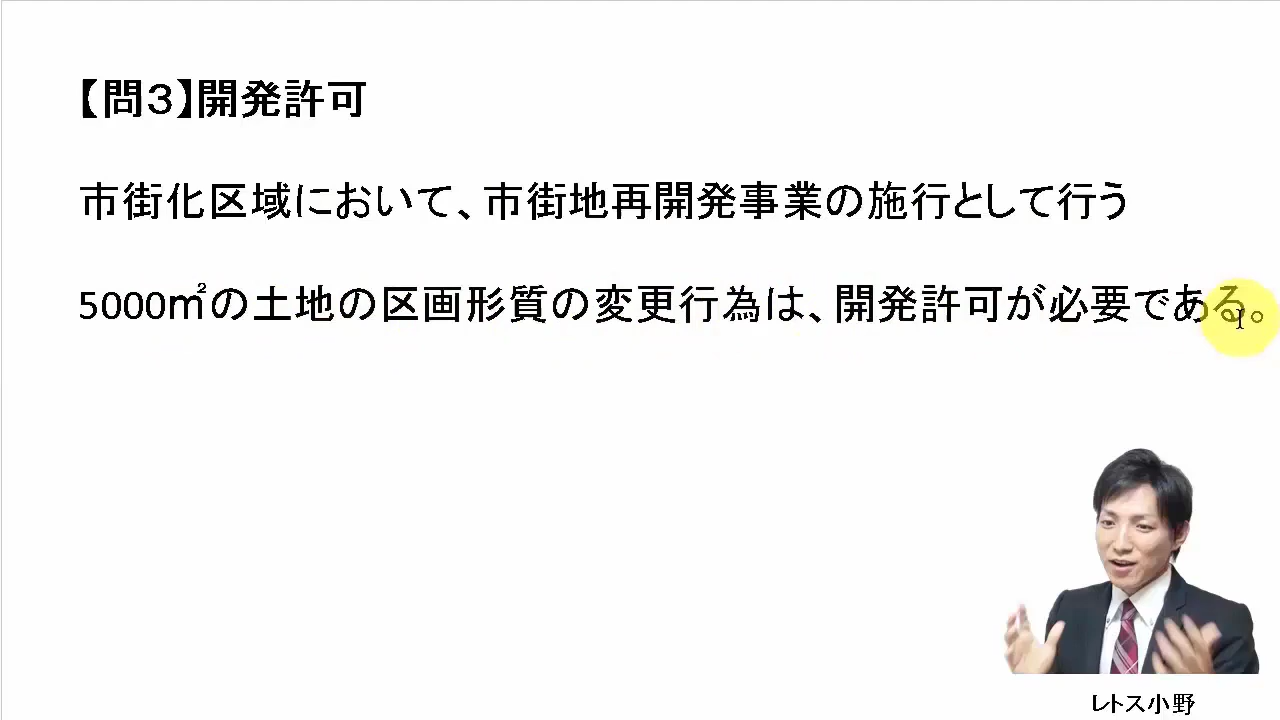 【問３】開発許可
市街化区域において、市街地再開発事業の施行として行う
5000㎡の土地の区画形質の変更行為は、開発許可が必要である。
レトス小野